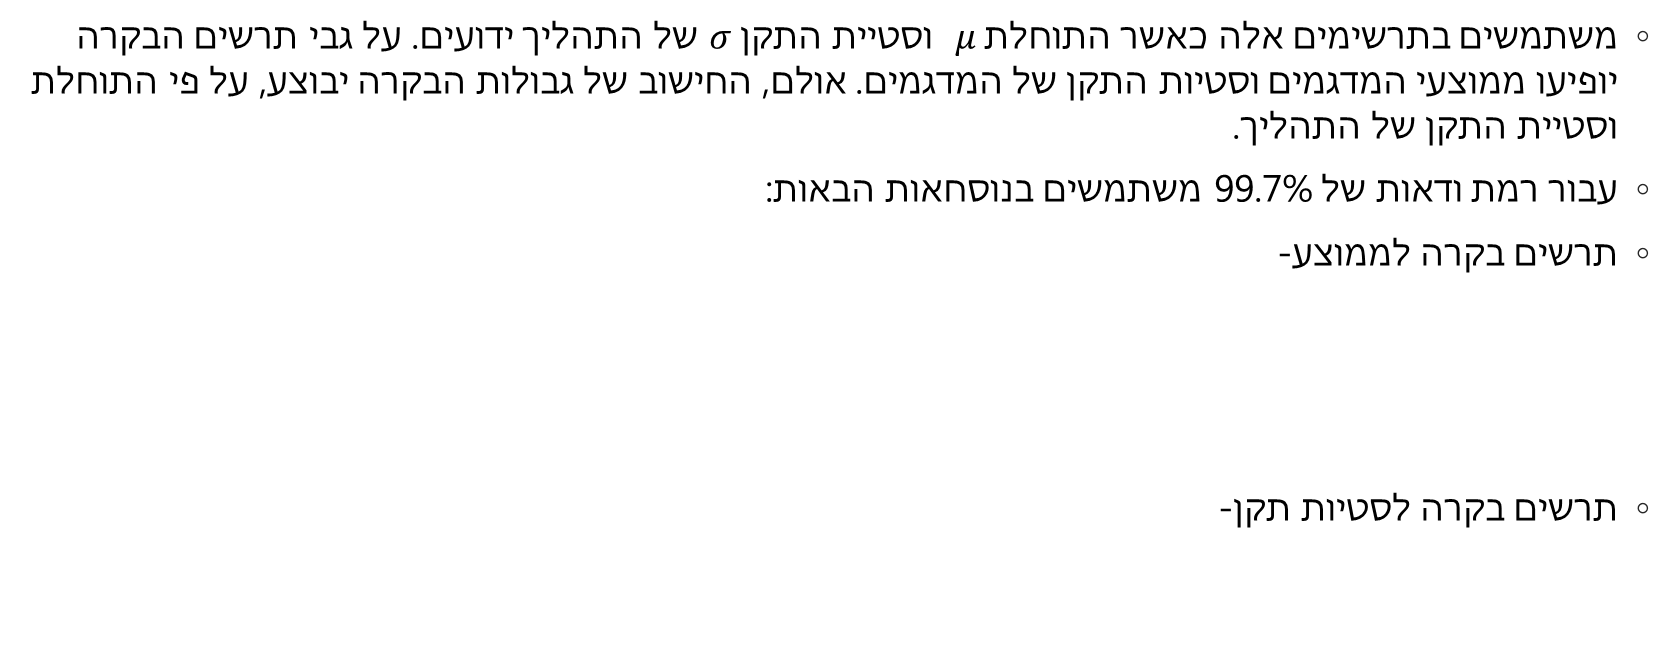 ◦ משתמשים בתרשימים אלה כאשר התוחלת μ וסטיית התקן σ של התהליך ידועים. על גבי תרשים הבקרה
יופיעו ממוצעי המדגמים וסטיות התקן של המדגמים. אולם, החישוב של גבולות הבקרה יבוצע, על פי התוחלת
וסטיית התקן של התהליך.
◦ עבור רמת ודאות של 99.7% משתמשים בנוסחאות הבאות:
◦ תרשים בקרה לממוצע-
◦ תרשים בקרה לסטיות תקן-